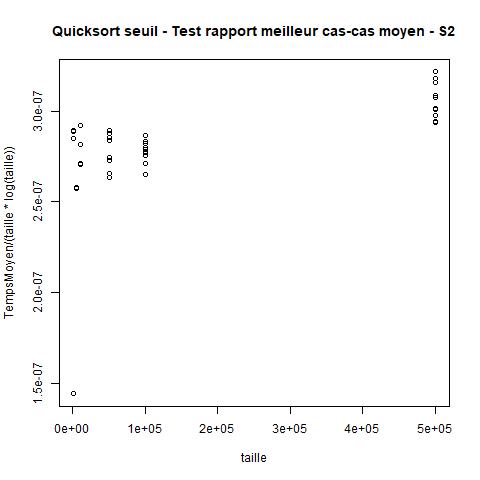 Quicksort seuil - Test rapport meilleur cas-cas moyen - S2
TempsMoyen/(taille * log(taille))
3.0e-07
2.5e-07
2.0e-07
1.5e-07
0e+00 1e+05 2e+05 3e+05 4e+05 5e+05
taille